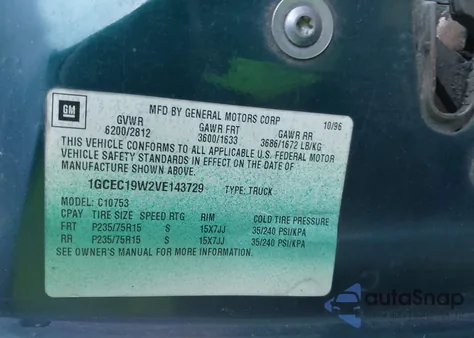 GM
MFD BY GENERAL MOTORS CORP
10/96
GVWR GAWR FRT GAWR RR
6200/2812 3600/1633 3686/1672 LB/KG
THIS VEHICLE CONFORMS TO ALL APPLICABLE U.S. FEDERAL MOTOR
VEHICLE SAFETY STANDARDS IN EFFECT ON THE DATE OF
MANUFACTURE SHOWN ABOVE.
1GCEC19W2VE143729 TYPE: TRUCK
MODEL: C10753
CPAY TIRE SIZE SPEED RTG RIM COLD TIRE PRESSURE
FRT P235/75R15 S 15X7JJ 35/240 PSI/KPA
RR P235/75R15 S 15X7JJ 35/240 PSI/KPA
SEE OWNER'S MANUAL FOR MORE INFORMATION.
autoSnap